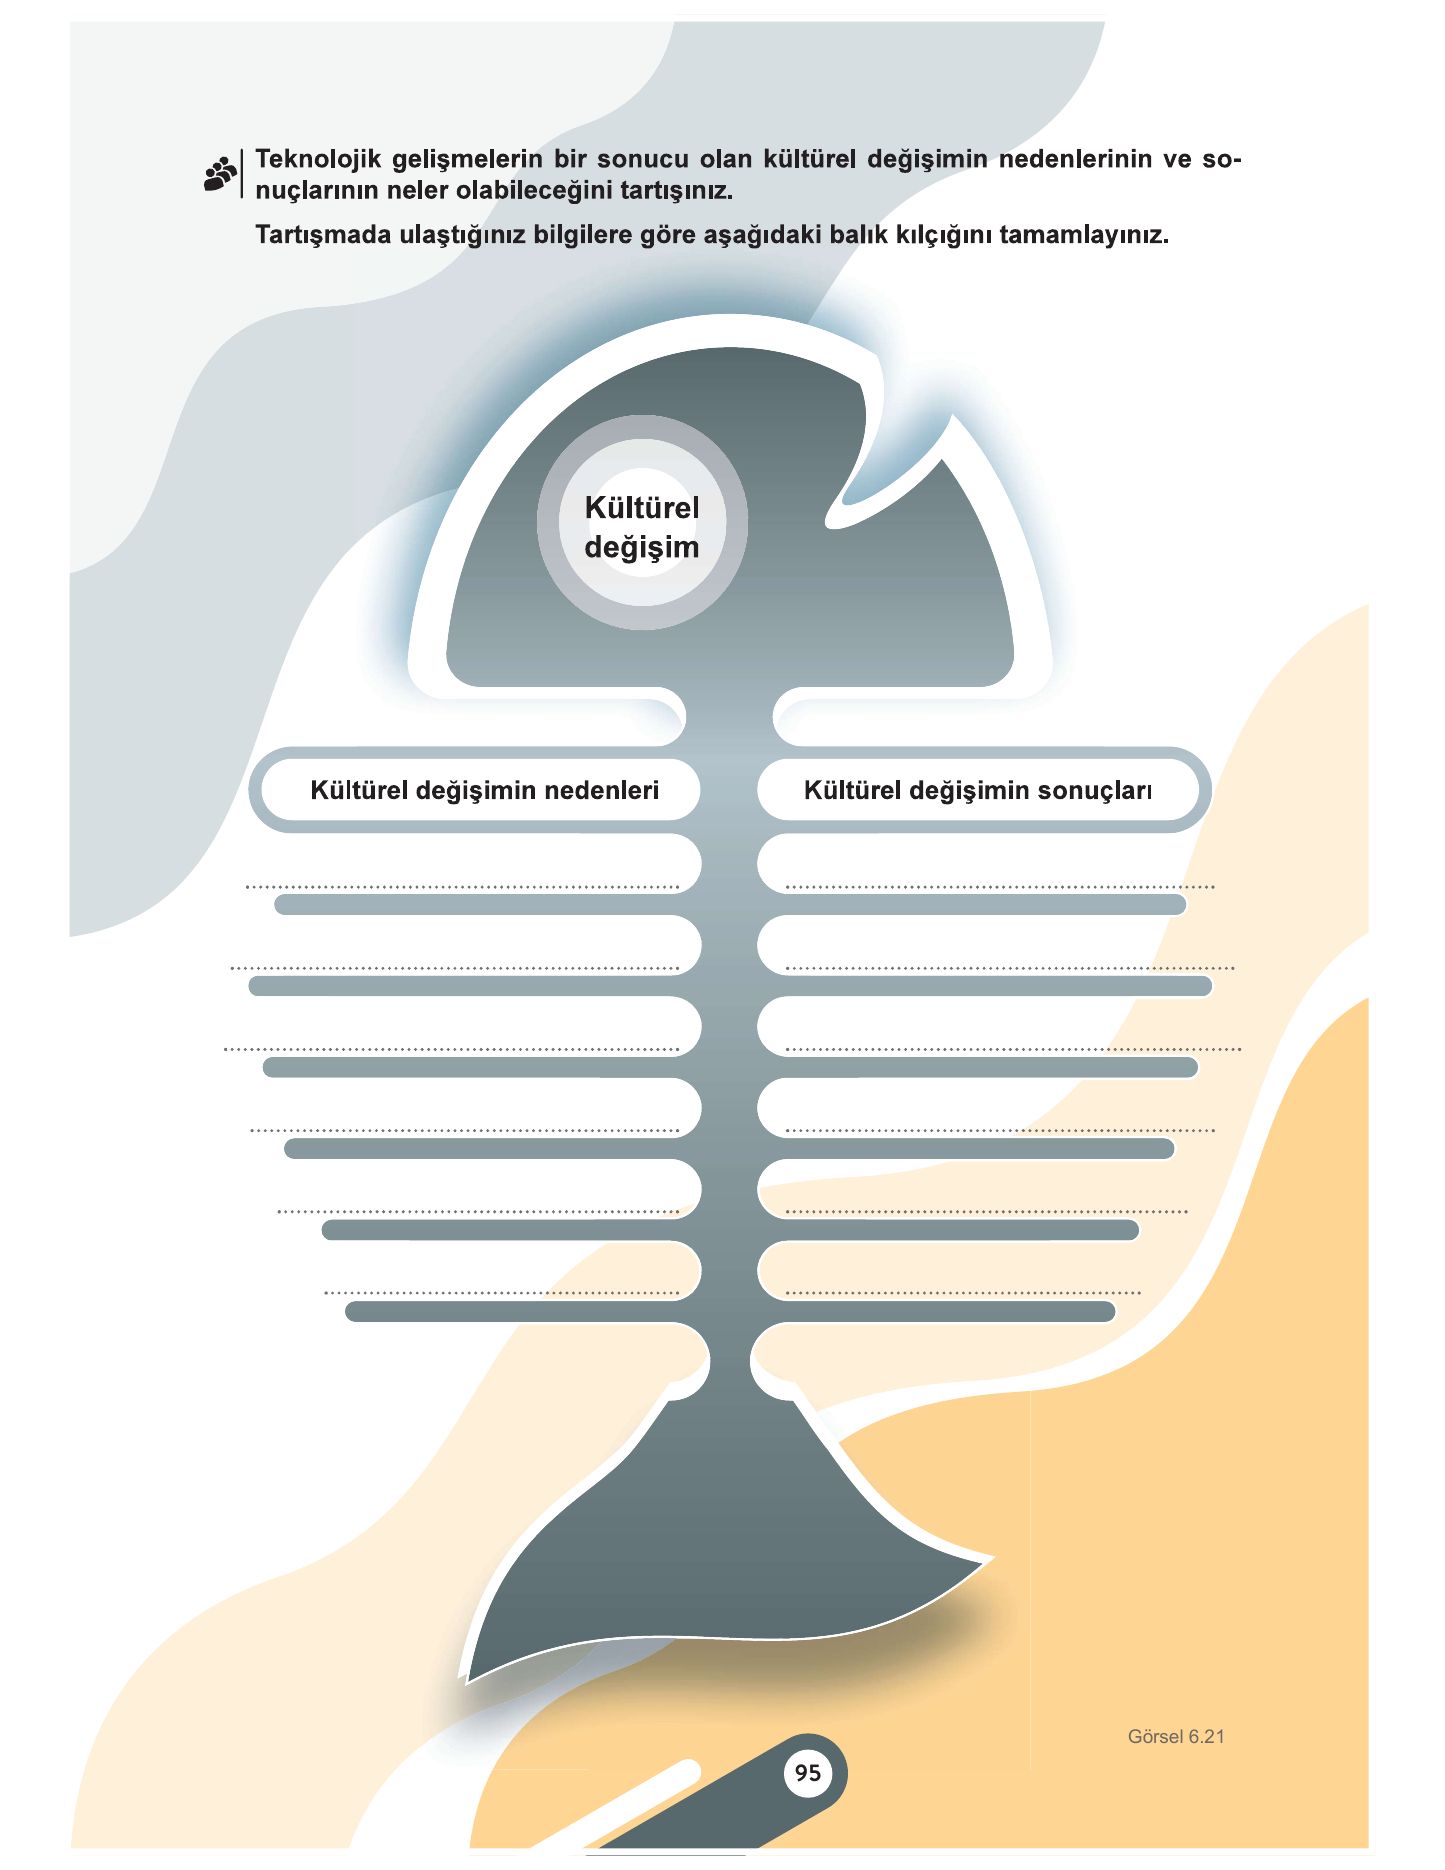 Teknolojik gelişmelerin bir sonucu olan kültürel değişimin nedenlerinin ve so-
nuçlarının neler olabileceğini tartışınız.
Tartışmada ulaştığınız bilgilere göre aşağıdaki balık kılçığını tamamlayınız.
Kültürel
değişim
Kültürel değişimin nedenleri
Kültürel değişimin sonuçları
Görsel 6.21
95